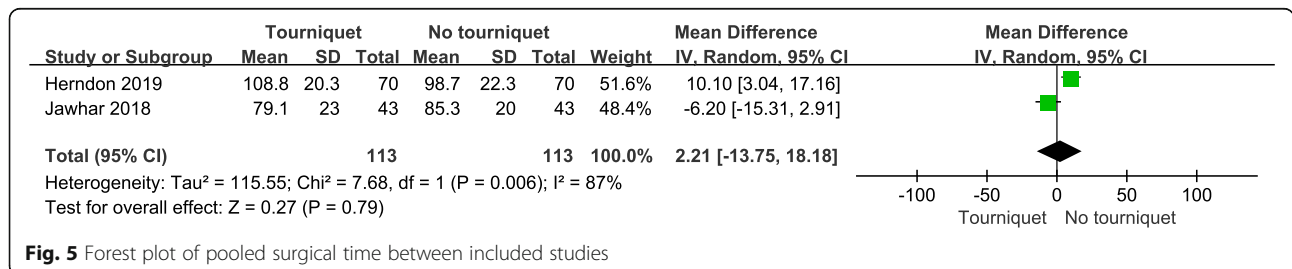 Tourniquet No tourniquet Mean Difference Mean Difference
Study or Subgroup Mean SD Total Mean SD Total Weight IV, Random, 95% CI IV, Random, 95% CI
Herndon 2019 108.8 20.3 70 98.7 22.3 70 51.6% 10.10 [3.04, 17.16]
Jawhar 2018 79.1 23 43 85.3 20 43 48.4% -6.20 [-15.31, 2.91]
Total (95% CI) 113 113 100.0% 2.21 [-13.75, 18.18]
Heterogeneity: Tau² = 115.55; Chi² = 7.68, df = 1 (P = 0.006); I² = 87%
Test for overall effect: Z = 0.27 (P = 0.79)
-100 -50 0 50 100
Tourniquet No tourniquet
Fig. 5 Forest plot of pooled surgical time between included studies